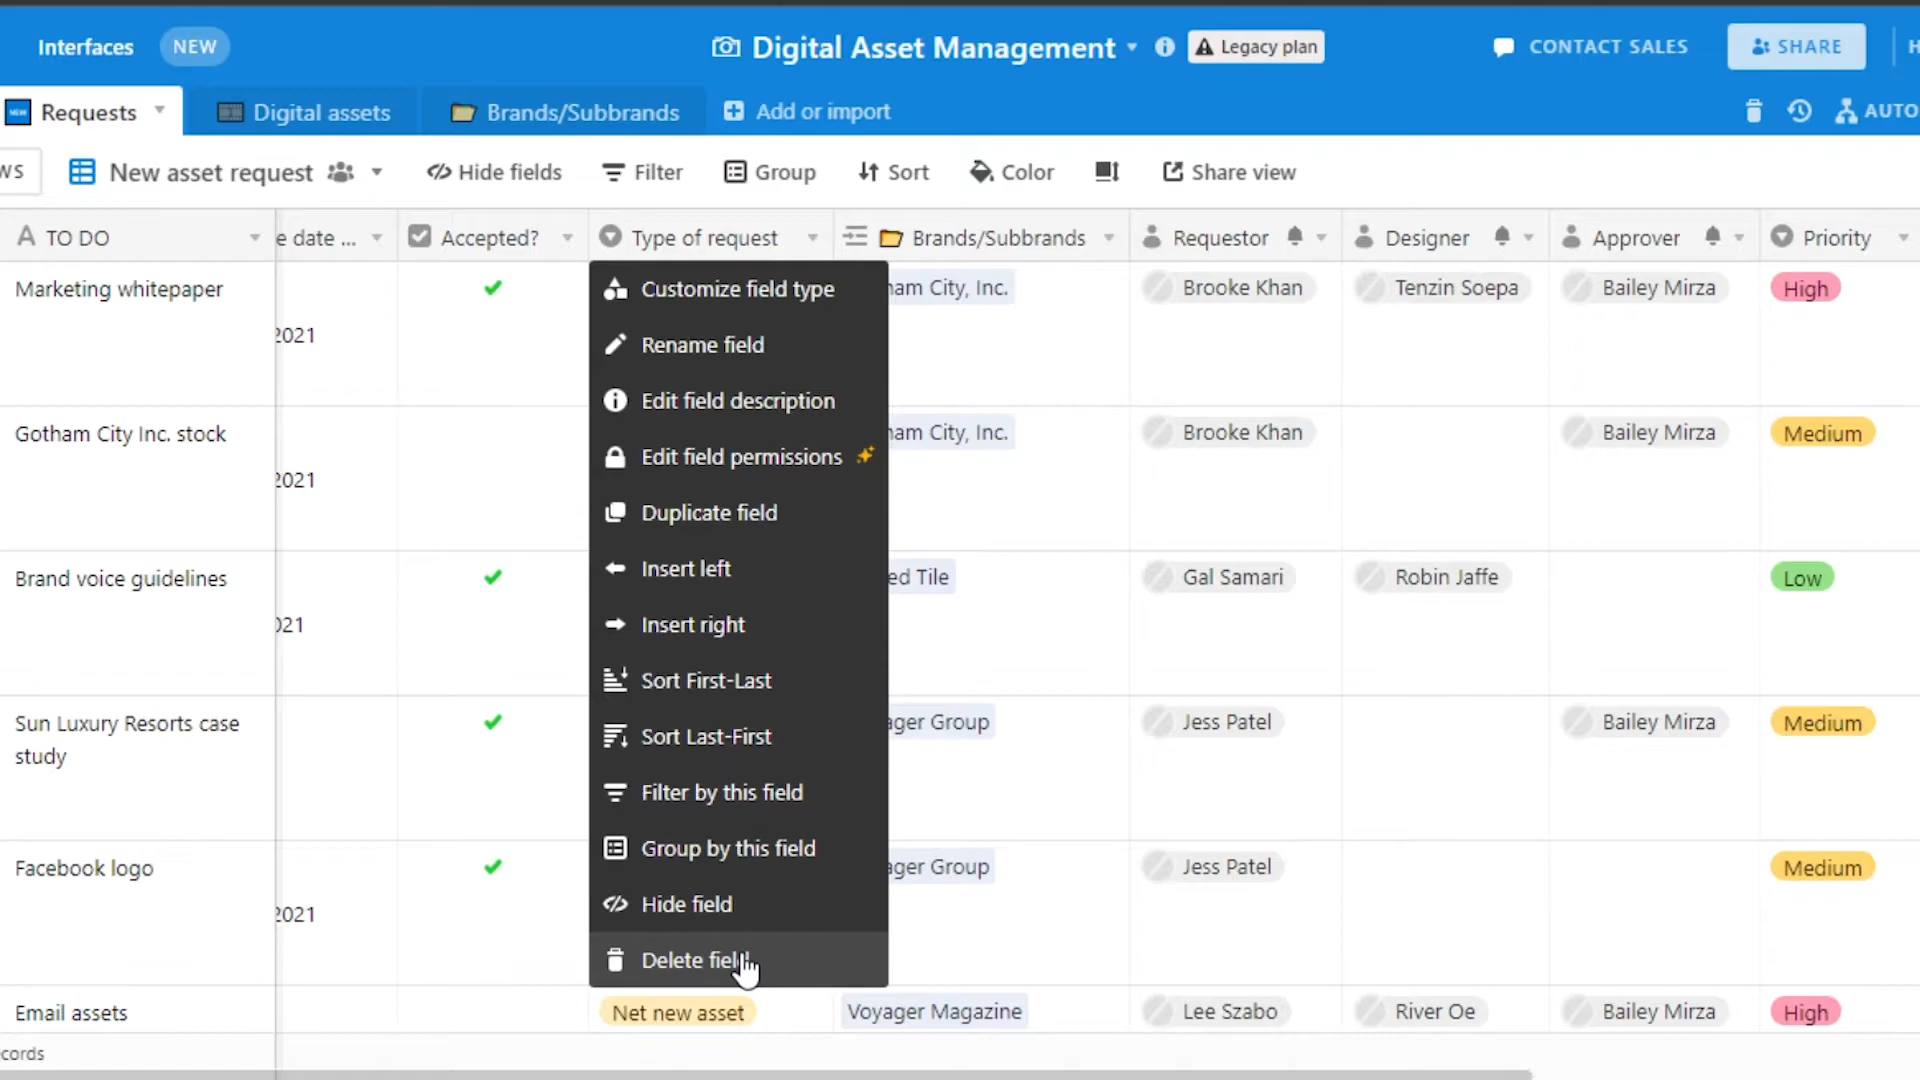 Interfaces NEW Digital Asset Management Legacy plan CONTACT SALES SHARE H
NEW Requests Digital assets Brands/Subbrands Add or import AUTO
WS New asset request Hide fields Filter Group Sort Color Share view
A TO DO e date ... Accepted? Type of request Brands/Subbrands Requestor Designer Approver Priority
Marketing whitepaper 2021 ham City, Inc. Brooke Khan Tenzin Soepa Bailey Mirza High
Gotham City Inc. stock 2021 ham City, Inc. Brooke Khan Bailey Mirza Medium
Brand voice guidelines 021 ed Tile Gal Samari Robin Jaffe Low
Sun Luxury Resorts case
study ager Group Jess Patel Bailey Mirza Medium
Facebook logo 2021 ager Group Jess Patel Medium
Email assets Net new asset Voyager Magazine Lee Szabo River Oe Bailey Mirza High
cords
Customize field type
Rename field
Edit field description
Edit field permissions
Duplicate field
Insert left
Insert right
Sort First-Last
Sort Last-First
Filter by this field
Group by this field
Hide field
Delete field